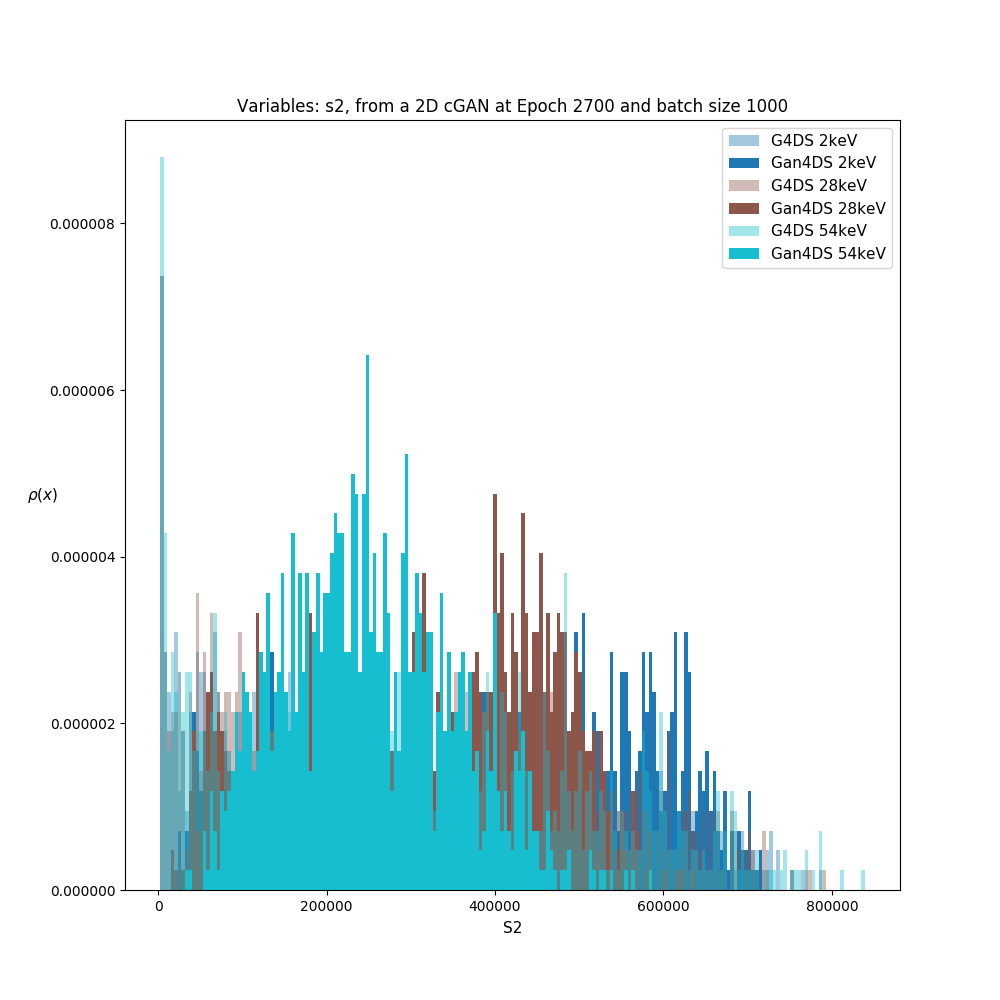 Variables: s2, from a 2D cGAN at Epoch 2700 and batch size 1000
G4DS 2keV
Gan4DS 2keV
G4DS 28keV
Gan4DS 28keV
G4DS 54keV
Gan4DS 54keV
0.000008
0.000006
ρ(x)
0.000004
0.000002
0.000000
0
200000
400000
600000
800000
S2